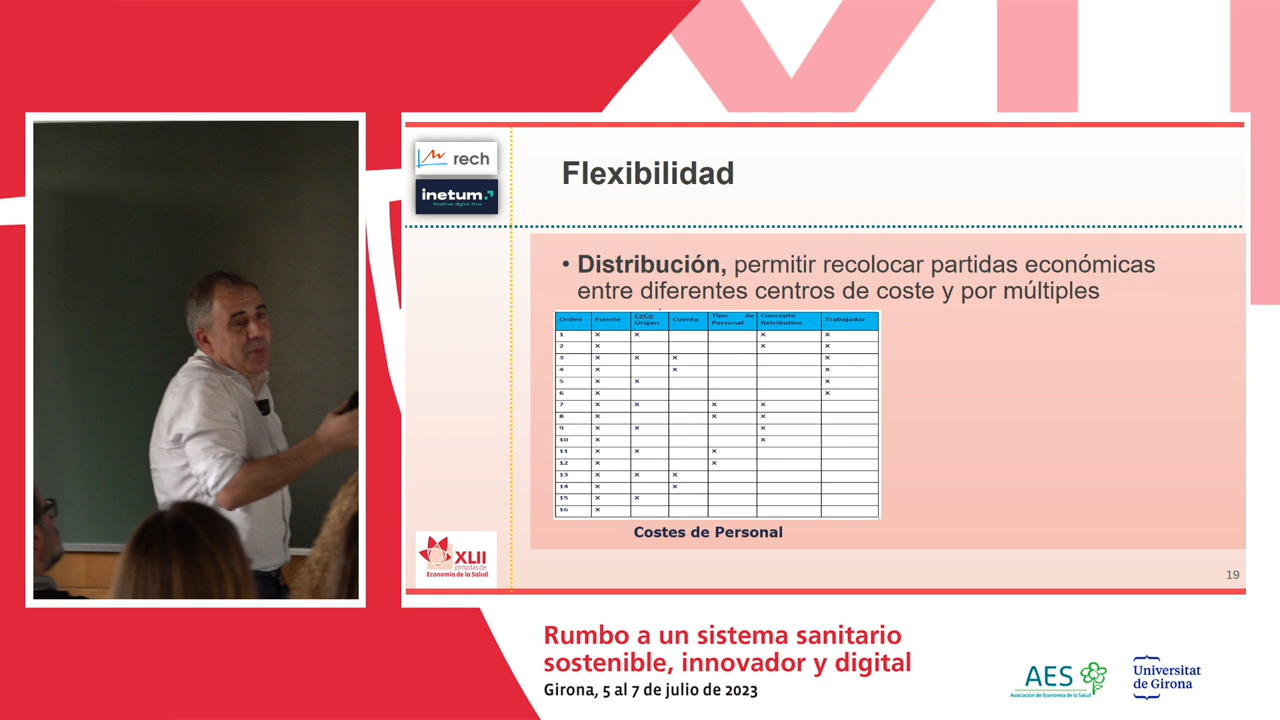 rech
inetum.
Positive digital flow
Flexibilidad
• Distribución, permitir recolocar partidas económicas
entre diferentes centros de coste y por múltiples
Orden Fuente CeCo Origen Cuenta Tipo de Personal Concepto Retributivo Trabajador
1 x x x x
2 x x x
3 x x x x
4 x x x
5 x x x
6 x x
7 x x x x
8 x x x
9 x x x
10 x x
11 x x x
12 x x
13 x x x
14 x x
15 x x
16 x
Costes de Personal
XLII
Jornadas de
Economía de la Salud
19
Rumbo a un sistema sanitario
sostenible, innovador y digital
Girona, 5 al 7 de julio de 2023
AES
Asociación de Economía de la Salud
Universitat
de Girona